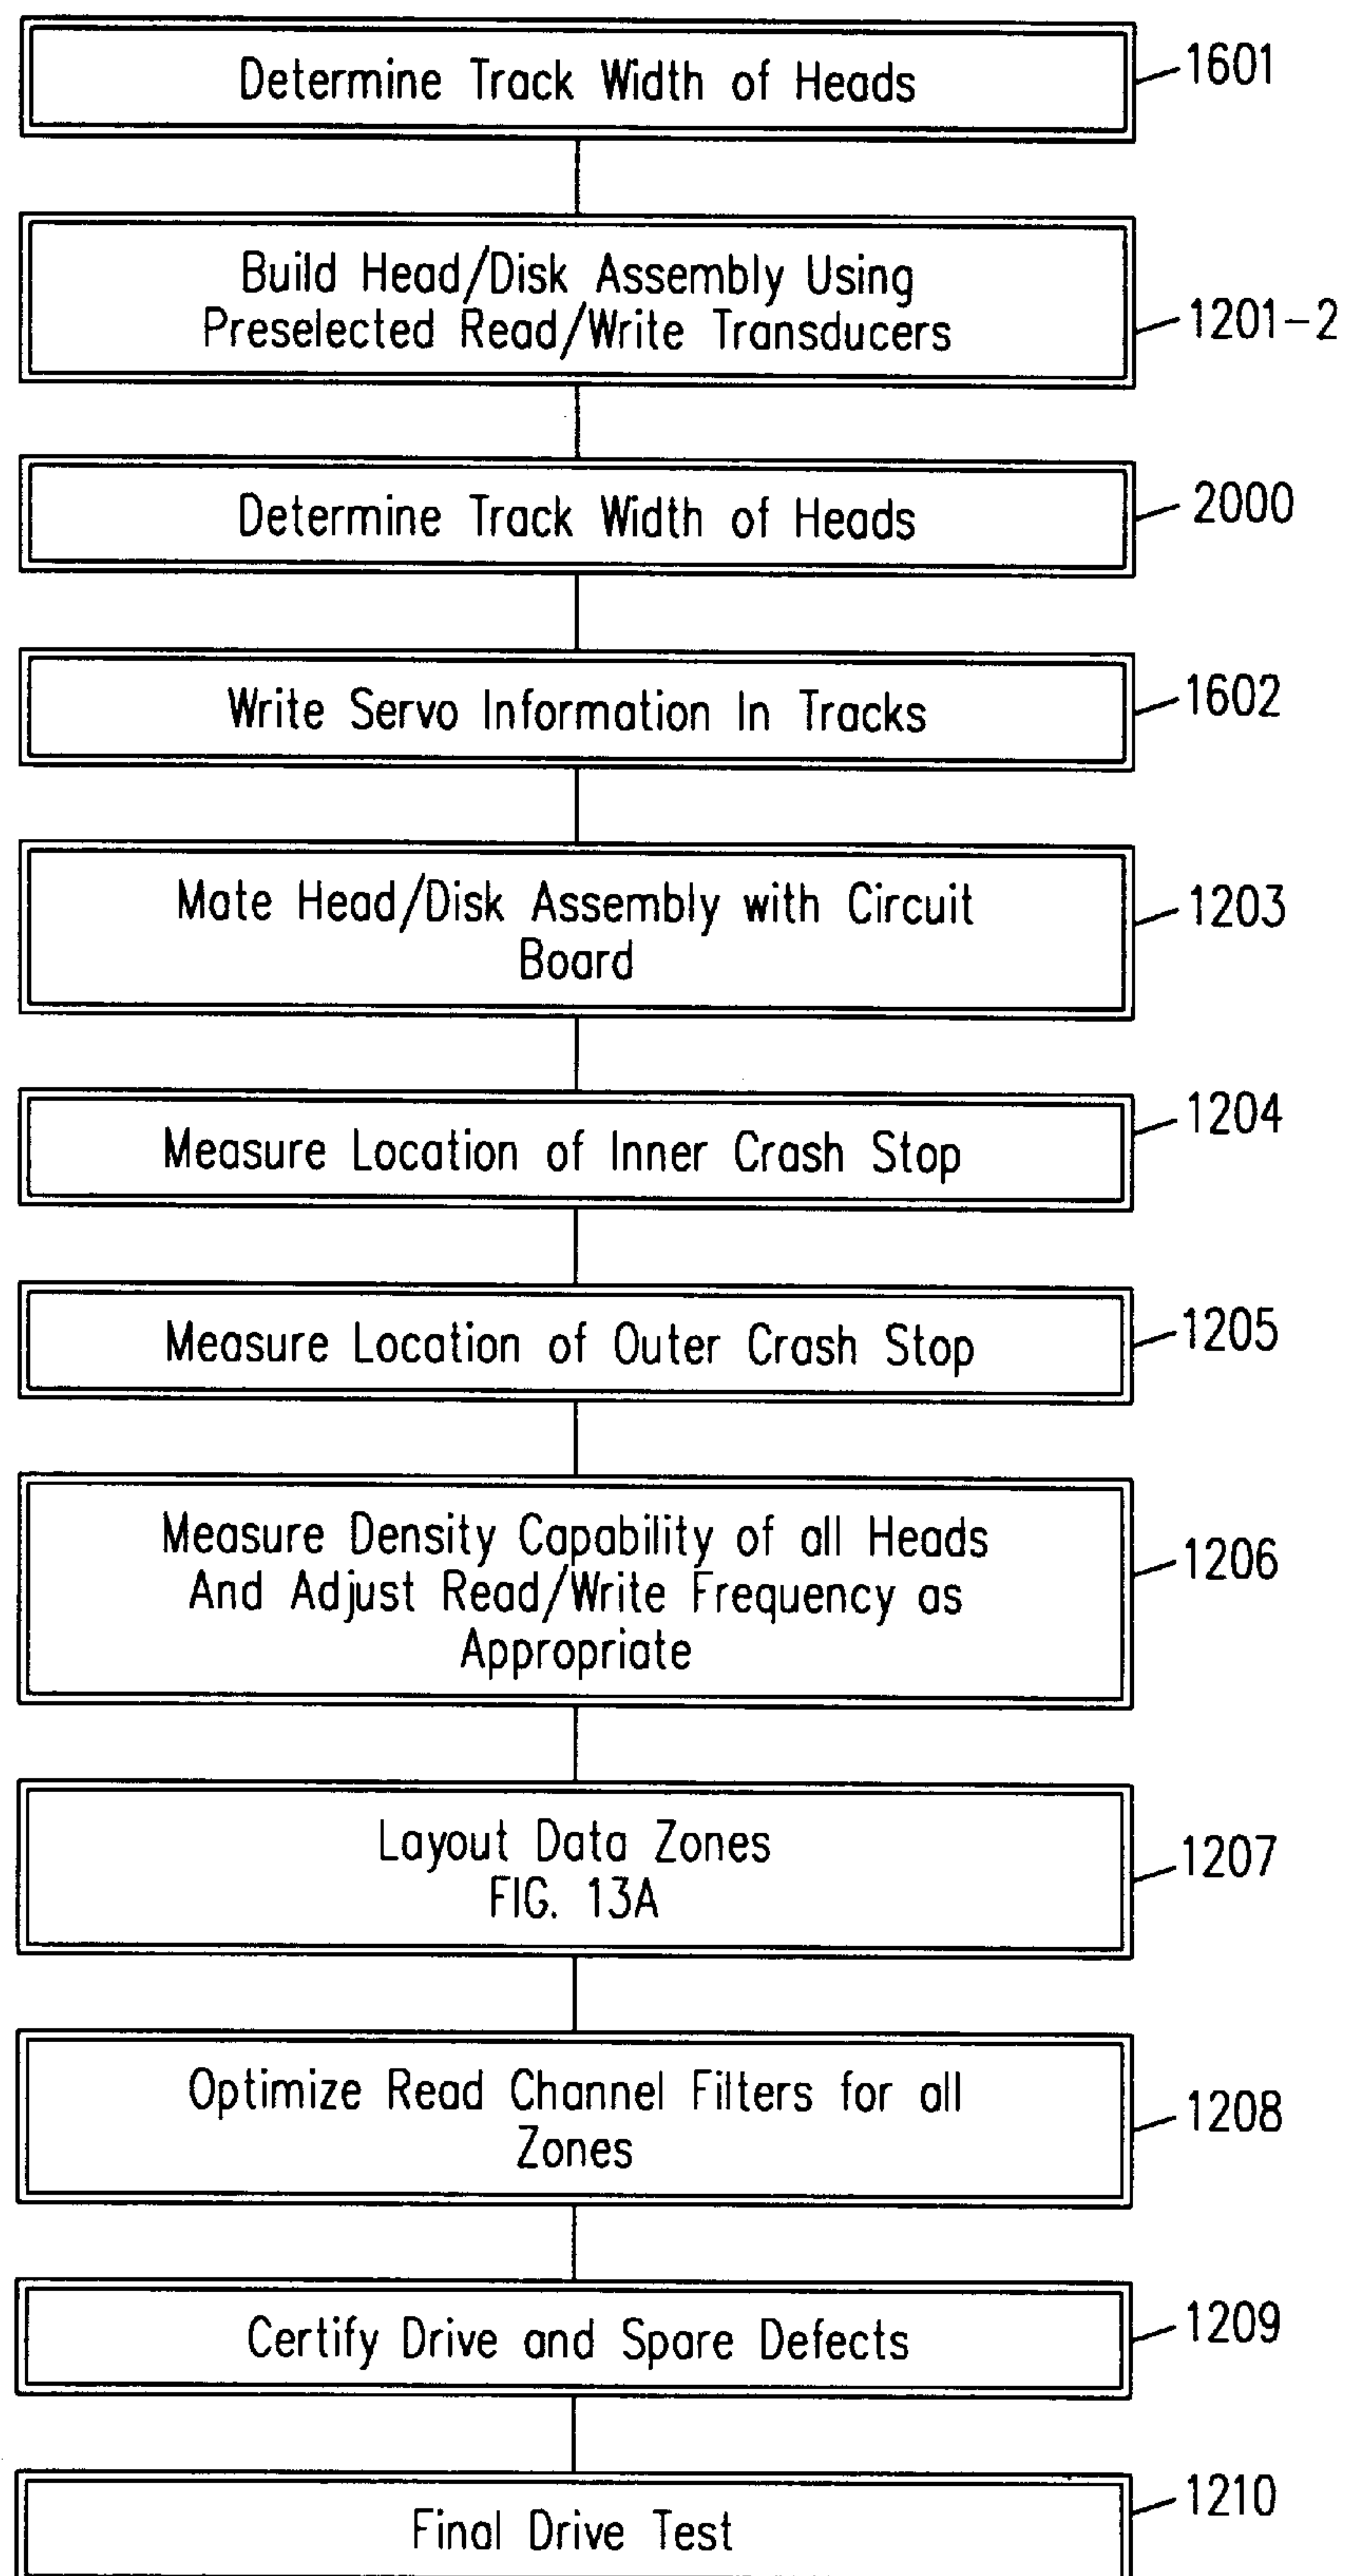 Determine Track Width of Heads
1601
Build Head/Disk Assembly Using
Preselected Read/Write Transducers
1201-2
Determine Track Width of Heads
2000
Write Servo Information In Tracks
1602
Mate Head/Disk Assembly with Circuit
Board
1203
Measure Location of Inner Crash Stop
1204
Measure Location of Outer Crash Stop
1205
Measure Density Capability of all Heads
And Adjust Read/Write Frequency as
Appropriate
1206
Layout Data Zones
FIG. 13A
1207
Optimize Read Channel Filters for all
Zones
1208
Certify Drive and Spare Defects
1209
Final Drive Test
1210